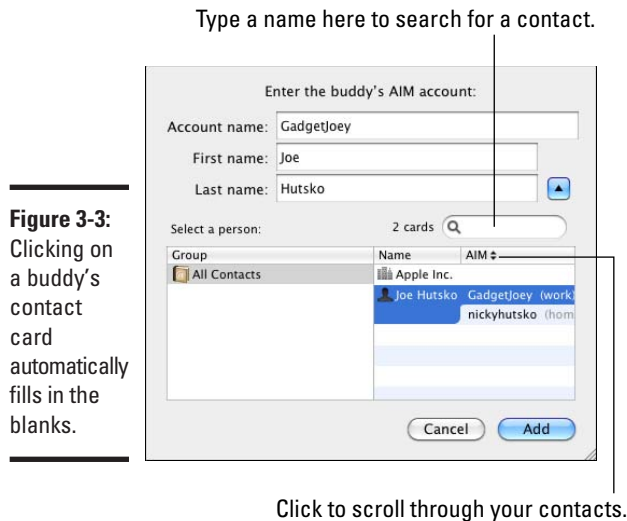 Type a name here to search for a contact.
Enter the buddy's AIM account:
Account name: GadgetJoey
First name: Joe
Last name: Hutsko
Select a person:
2 cards
Group
Name AIM
All Contacts
Apple Inc.
Joe Hutsko GadgetJoey (work)
nickyhutsko (hom
Cancel Add
Click to scroll through your contacts.
Figure 3-3:
Clicking on
a buddy's
contact
card
automatically
fills in the
blanks.